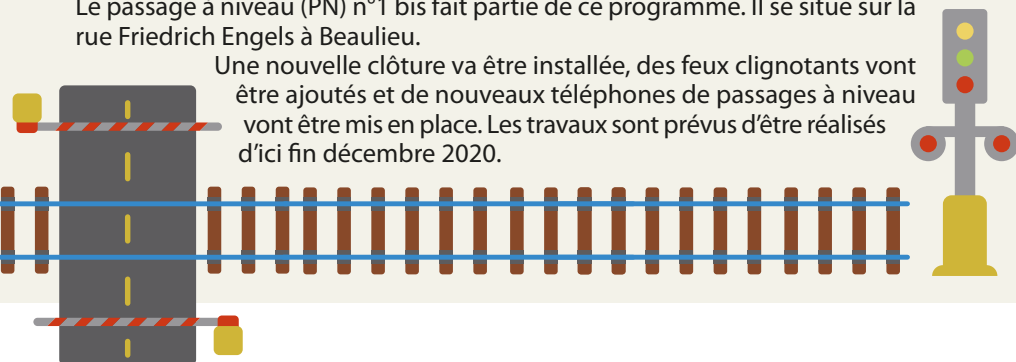 Le passage à niveau (PN) n°1 bis fait partie de ce programme. Il se situe sur la
rue Friedrich Engels à Beaulieu.
Une nouvelle clôture va être installée, des feux clignotants vont
être ajoutés et de nouveaux téléphones de passages à niveau
vont être mis en place. Les travaux sont prévus d'être réalisés
d'ici fin décembre 2020.